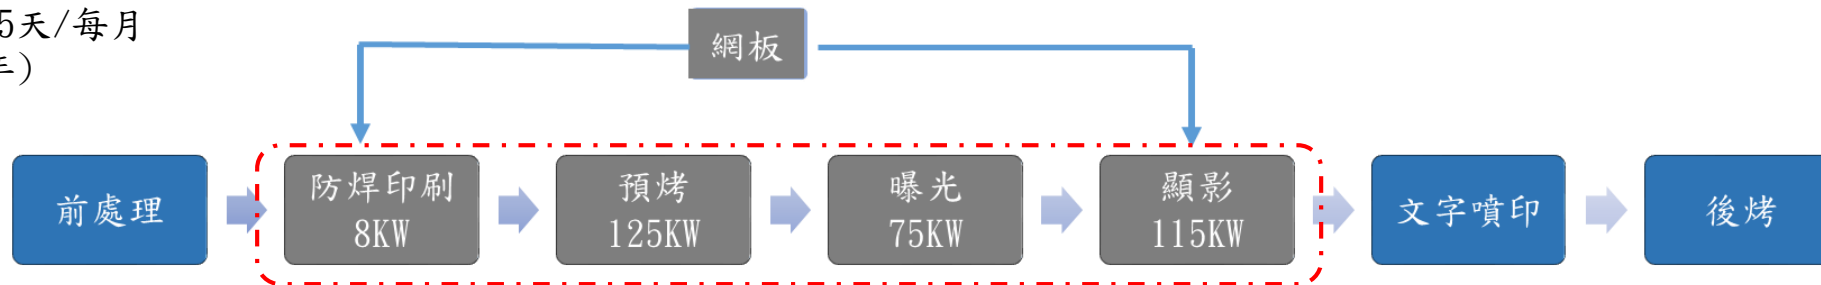 5天/每月
年)
網板
前處理
防焊印刷
8KW
預烤
125KW
曝光
75KW
顯影
115KW
文字噴印
後烤